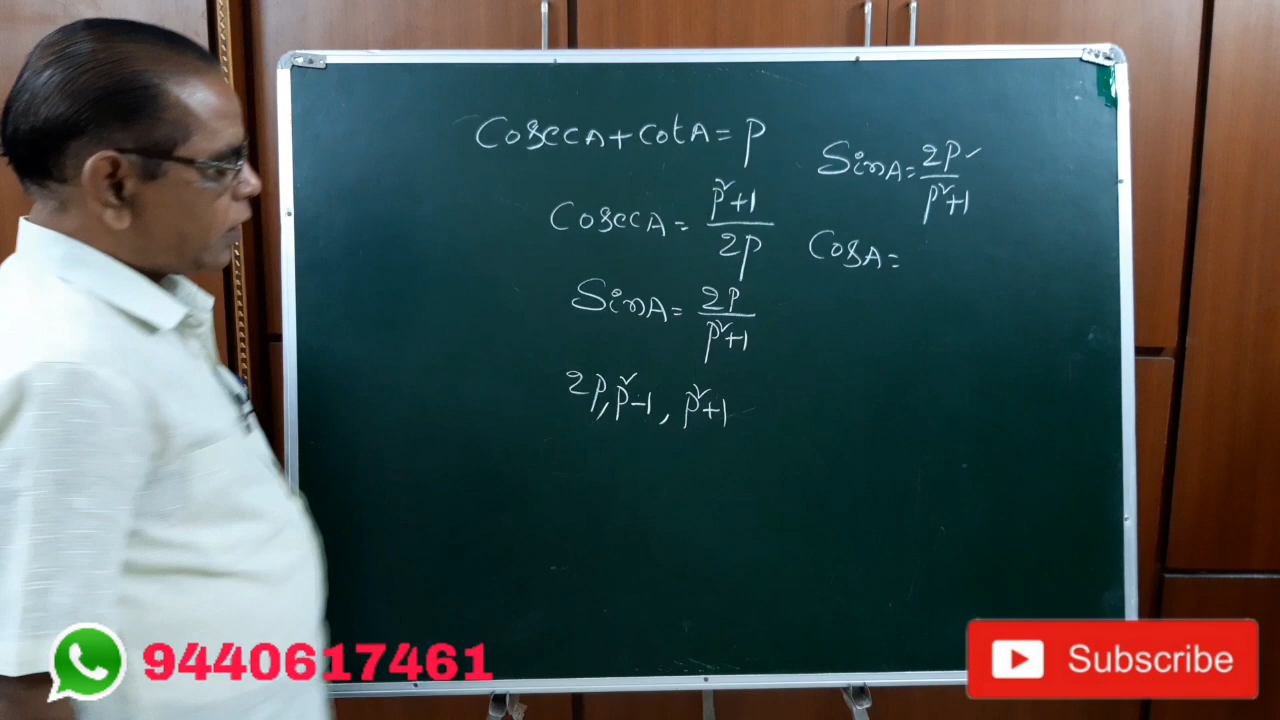 CosecA + CotA = p
CosecA = p²+1 / 2p
SinA = 2p / p²+1
2p, p²-1, p²+1
SinA = 2p / p²+1
CosA =
9440617461
Subscribe